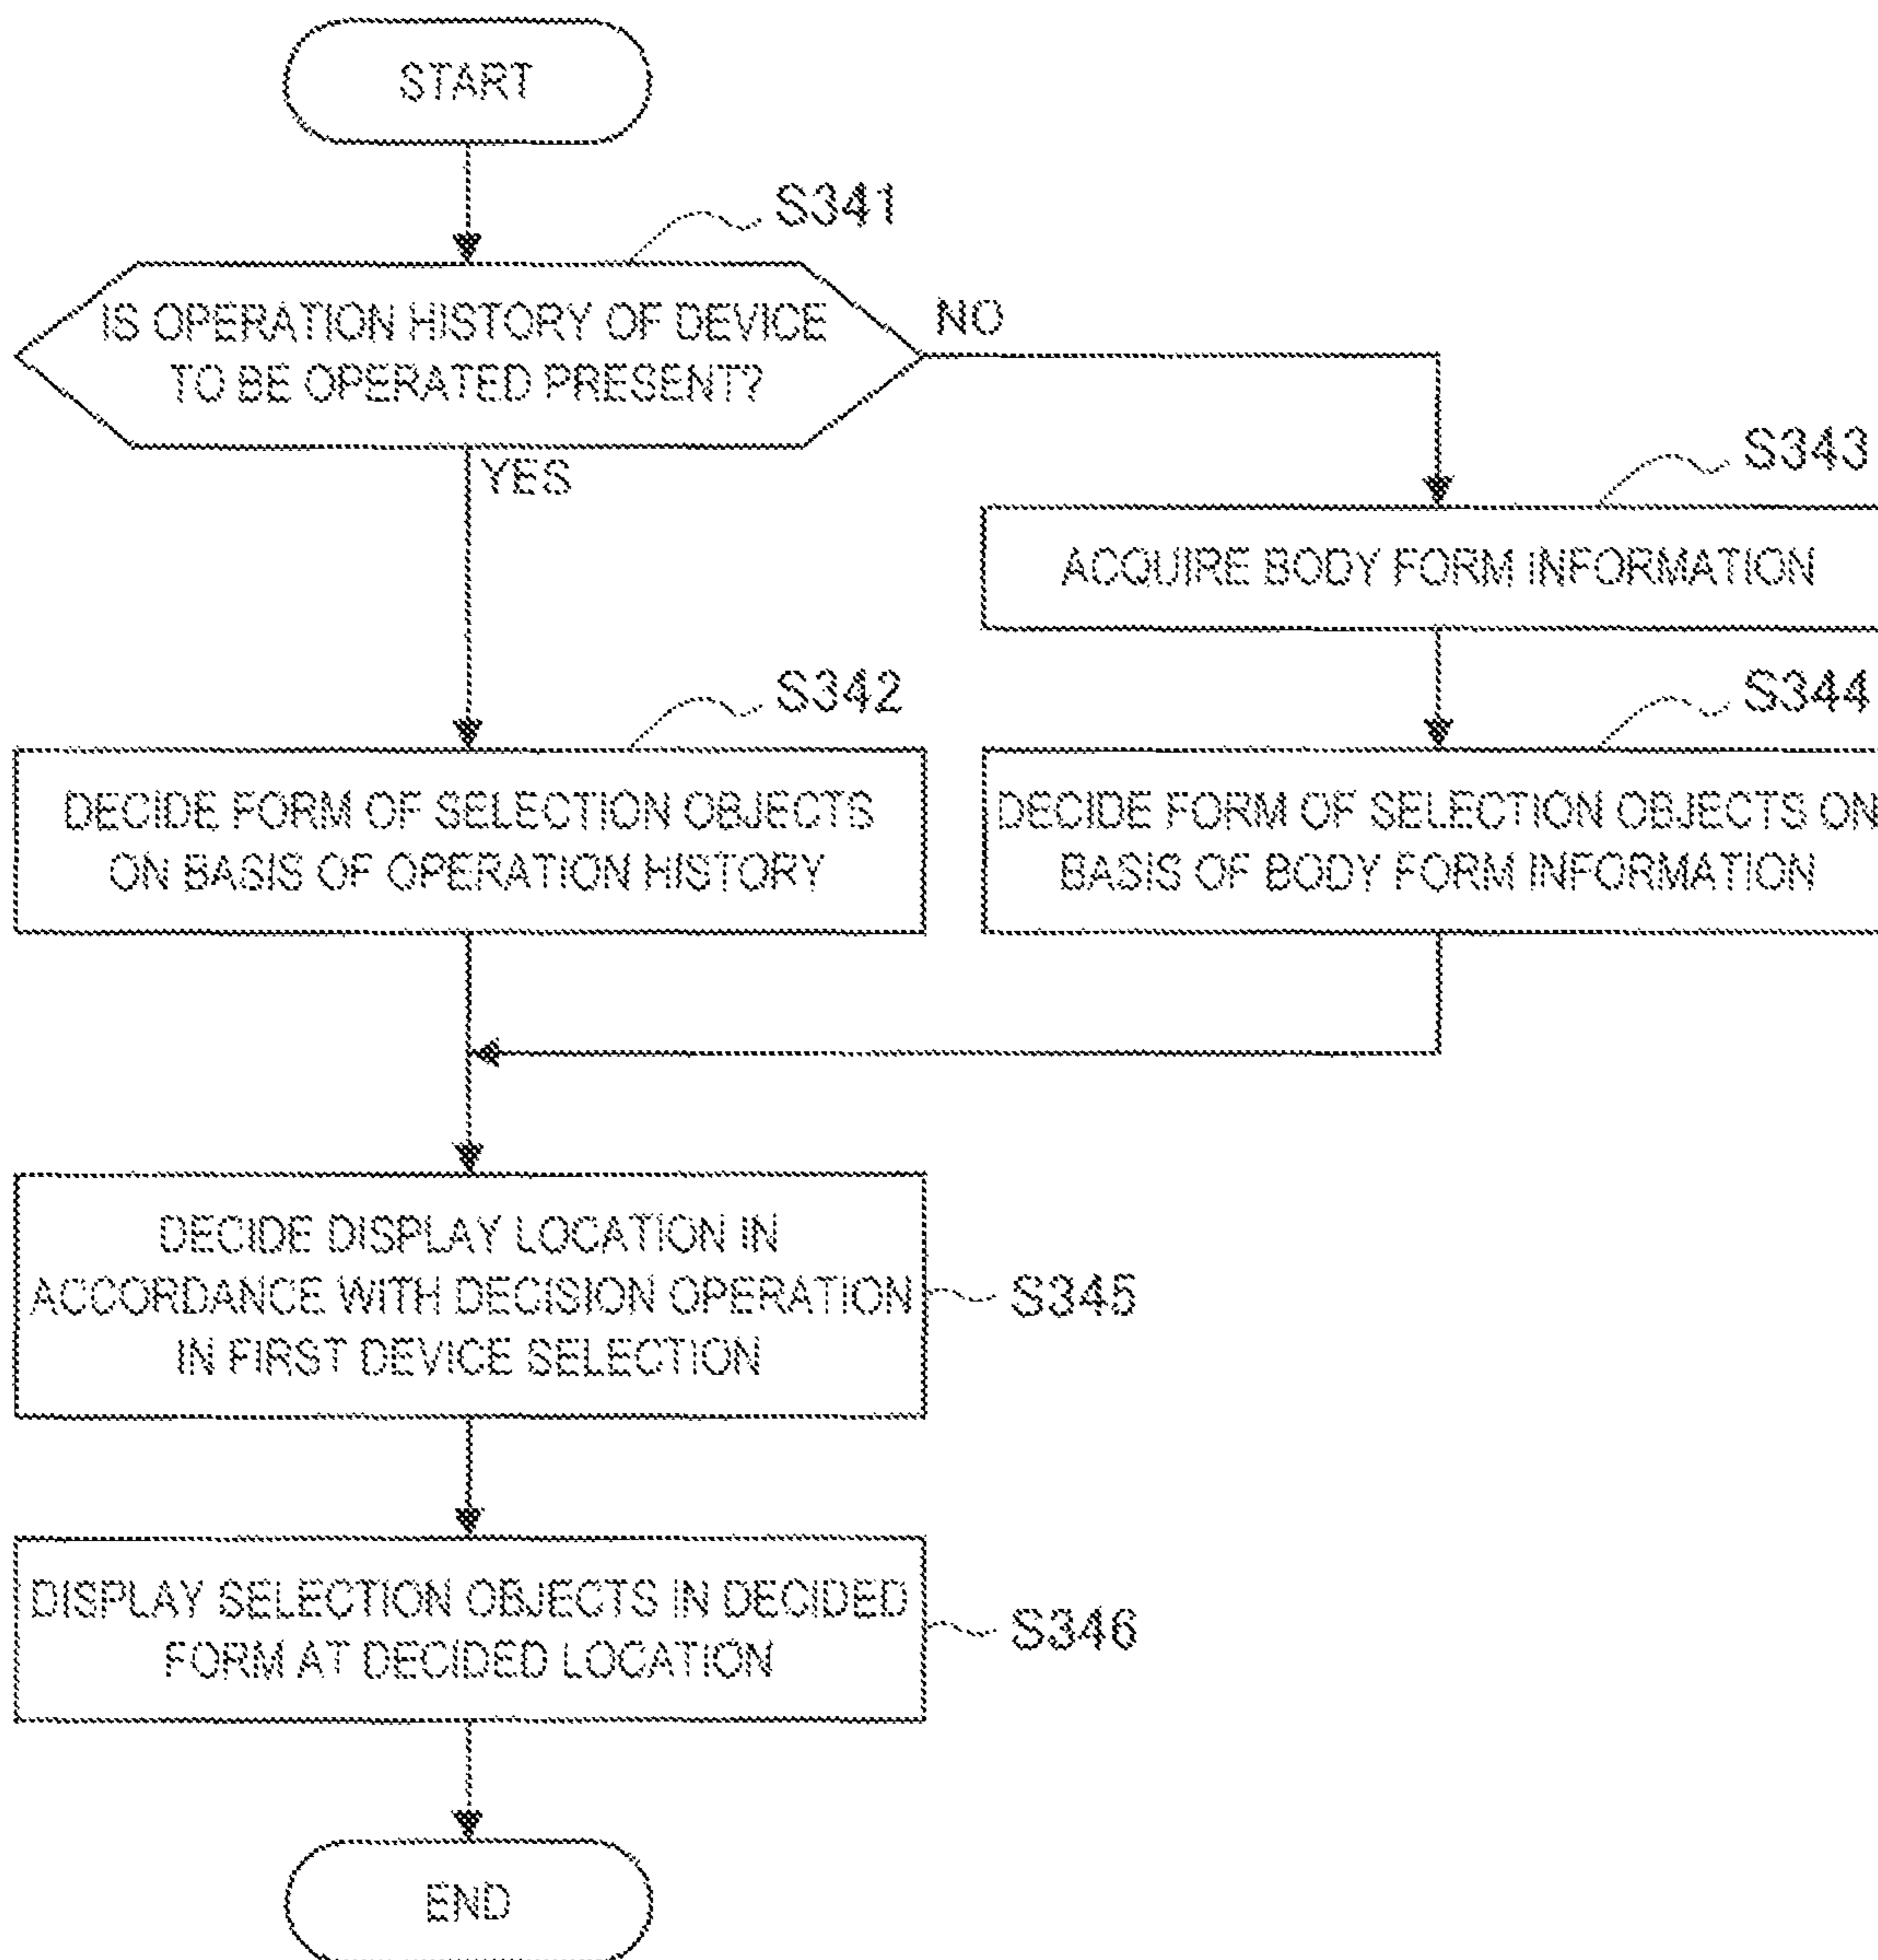 START
S341
IS OPERATION HISTORY OF DEVICE
TO BE OPERATED PRESENT?
NO
YES
S343
ACQUIRE BODY FORM INFORMATION
S342
DECIDE FORM OF SELECTION OBJECTS
ON BASIS OF OPERATION HISTORY
S344
DECIDE FORM OF SELECTION OBJECTS ON
BASIS OF BODY FORM INFORMATION
DECIDE DISPLAY LOCATION IN
ACCORDANCE WITH DECISION OPERATION
IN FIRST DEVICE SELECTION
S345
DISPLAY SELECTION OBJECTS IN DECIDED
FORM AT DECIDED LOCATION
S346
END